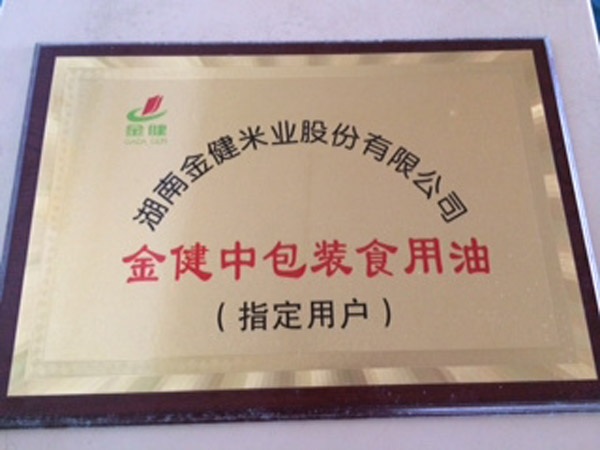 金健
湖南金健米业股份有限公司
金健中包装食用油
（指定用户）